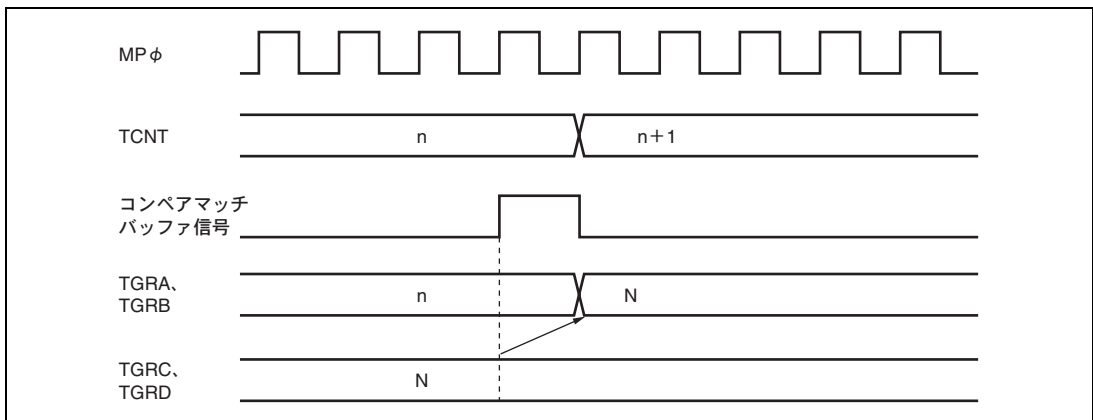 MPφ
TCNT
n
n＋1
コンペアマッチ
バッファ信号
TGRA、
TGRB
n
N
TGRC、
TGRD
N